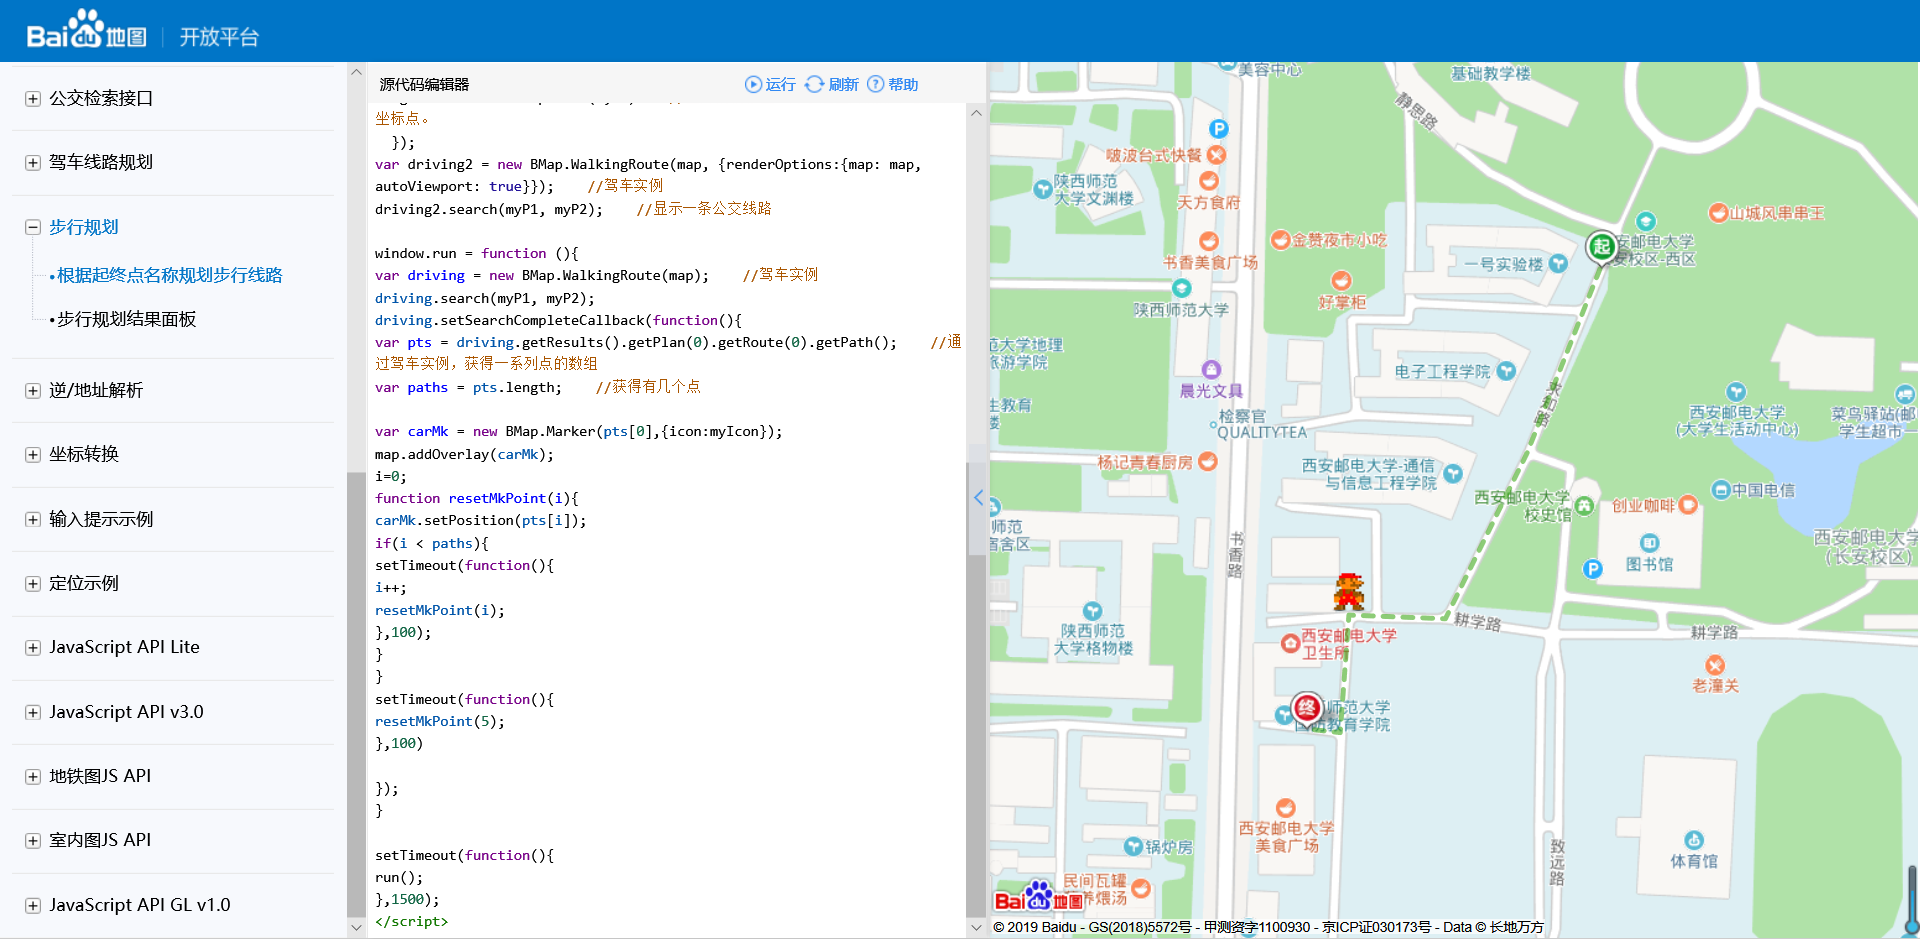 Bai du 地图 开放平台
公交检索接口
驾车线路规划
步行规划
•根据起终点名称规划步行线路
•步行规划结果面板
逆/地址解析
坐标转换
输入提示示例
定位示例
JavaScript API Lite
JavaScript API v3.0
地铁图JS API
室内图JS API
JavaScript API GL v1.0
源代码编辑器 运行 刷新 帮助
坐标点。
});
var driving2 = new BMap.WalkingRoute(map, {renderOptions:{map: map,
autoViewport: true}}); //驾车实例
driving2.search(myP1, myP2); //显示一条公交线路
window.run = function (){
var driving = new BMap.WalkingRoute(map); //驾车实例
driving.search(myP1, myP2);
driving.setSearchCompleteCallback(function(){
var pts = driving.getResults().getPlan(0).getRoute(0).getPath(); //通
过驾车实例，获得一系列点的数组
var paths = pts.length; //获得有几个点
var carMk = new BMap.Marker(pts[0],{icon:myIcon});
map.addOverlay(carMk);
i=0;
function resetMkPoint(i){
carMk.setPosition(pts[i]);
if(i < paths){
setTimeout(function(){
i++;
resetMkPoint(i);
},100);
}
}
setTimeout(function(){
resetMkPoint(5);
},100)
});
}
setTimeout(function(){
run();
},1500);
</script>
美容中心
基础教学楼
静思路
P
啵波台式快餐
陕西师范
大学文渊楼
天方食府
山城风串串王
金赞夜市小吃
起
安邮电大学
安校区-西区
书香美食广场
一号实验楼
好掌柜
陕西师范大学
范大学地理
旅游学院
电子工程学院
晨光文具
求知路
生教育
楼
检察官
QUALITYTEA
西安邮电大学
(大学生活动中心)
菜鸟驿站(邮
学生超市一
杨记青春厨房
西安邮电大学-通信
与信息工程学院
西安邮电大学
校史馆
创业咖啡
中国电信
师范
宿舍区
书香路
西安邮电大学
(长安校区)
图书馆
P
陕西师范
大学格物楼
西安邮电大学
卫生所
耕学路
耕学路
老潼关
终
师范大学
国防教育学院
西安邮电大学
美食广场
锅炉房
致远路
体育馆
民间瓦罐
养煨汤
Bai du 地图
© 2019 Baidu - GS(2018)5572号 - 甲测资字1100930 - 京ICP证030173号 - Data © 长地万方